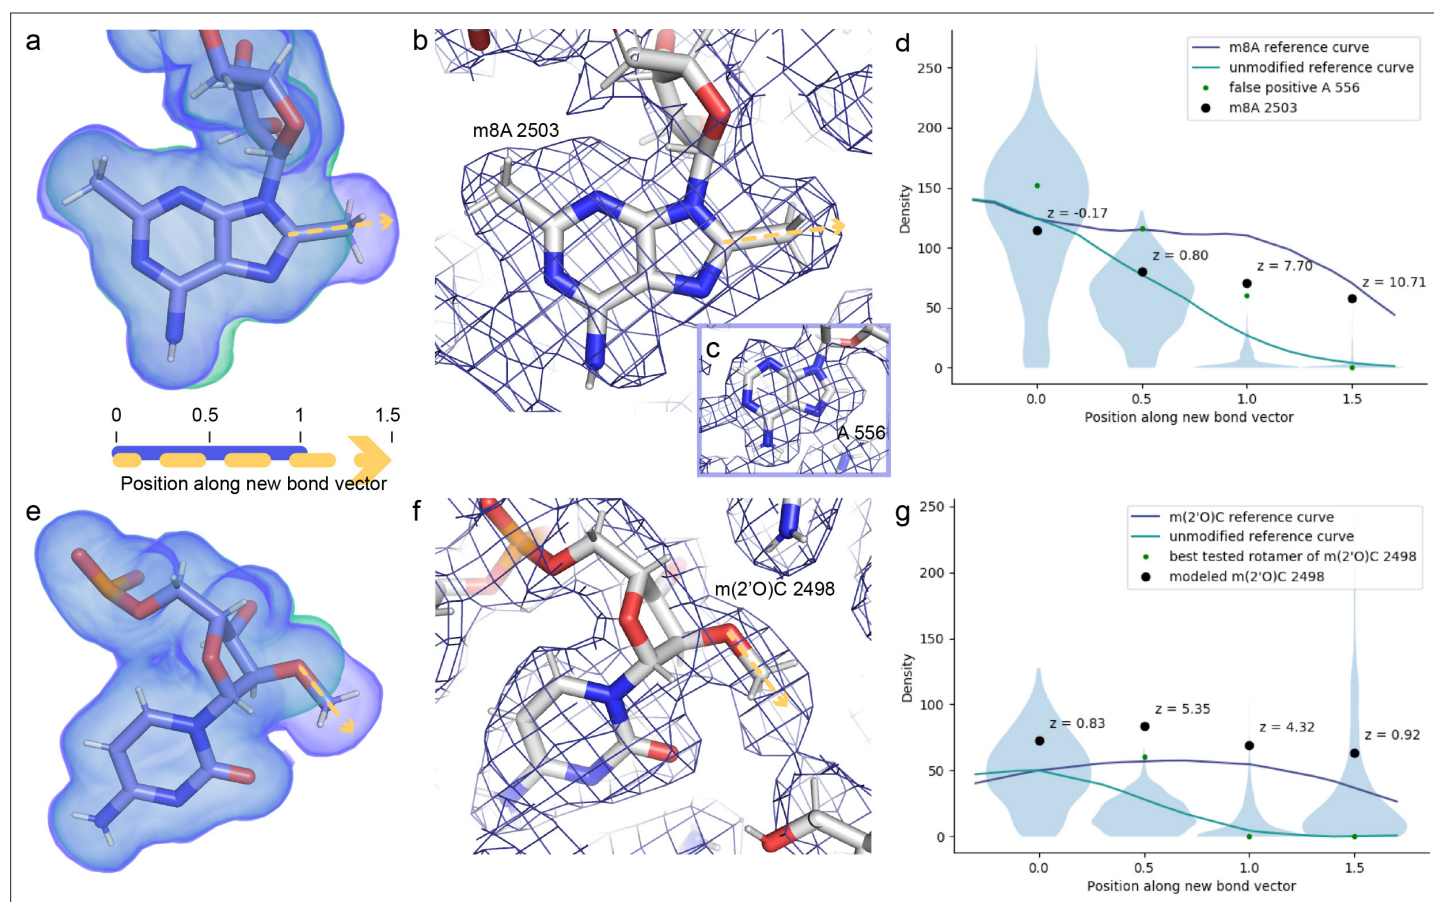 a
0 0.5 1 1.5
Position along new bond vector
b
m8A 2503
c
A 556
d
m8A reference curve
unmodified reference curve
false positive A 556
m8A 2503
Density
250
200
150
100
50
0
z = -0.17
z = 0.80
z = 7.70
z = 10.71
0.0 0.5 1.0 1.5
Position along new bond vector
e
f
m(2’O)C 2498
g
m(2'O)C reference curve
unmodified reference curve
best tested rotamer of m(2'O)C 2498
modeled m(2'O)C 2498
Density
250
200
150
100
50
0
z = 0.83
z = 5.35
z = 4.32
z = 0.92
0.0 0.5 1.0 1.5
Position along new bond vector